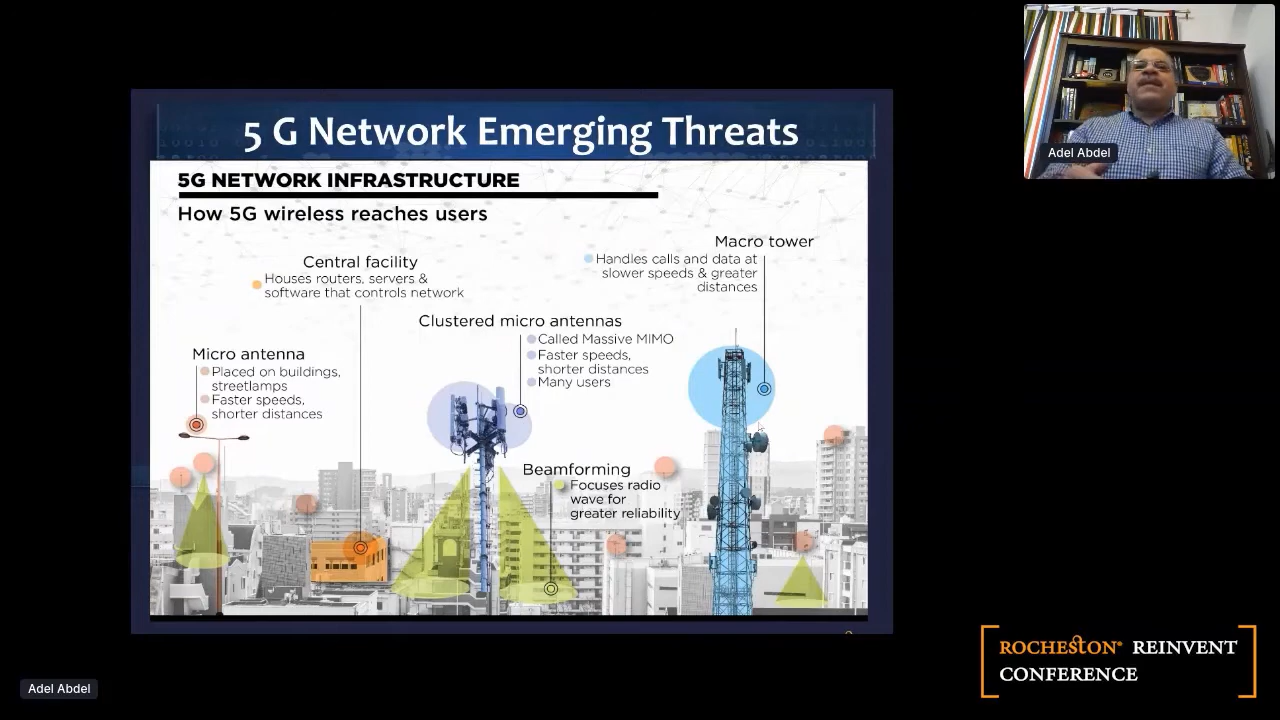 5 G Network Emerging Threats
5G NETWORK INFRASTRUCTURE
How 5G wireless reaches users
Macro tower
Handles calls and data at
slower speeds & greater
distances
Central facility
Houses routers, servers &
software that controls network
Clustered micro antennas
Called Massive MIMO
Faster speeds,
shorter distances
Many users
Micro antenna
Placed on buildings,
streetlamps
Faster speeds,
shorter distances
Beamforming
Focuses radio
wave for
greater reliability
Adel Abdel
ROCHESTON® REINVENT
CONFERENCE
Adel Abdel